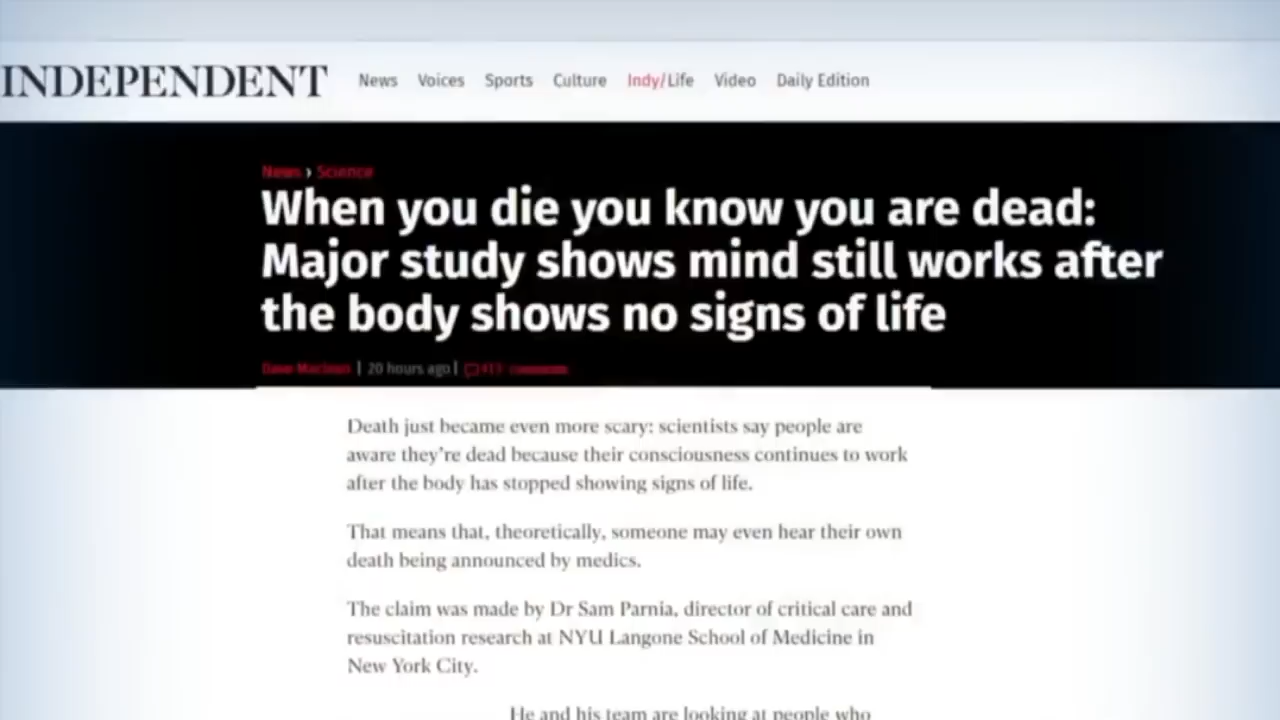 INDEPENDENT News Voices Sports Culture Indy/Life Video Daily Edition
News › Science
When you die you know you are dead:
Major study shows mind still works after
the body shows no signs of life
| 20 hours ago |
Death just became even more scary: scientists say people are
aware they're dead because their consciousness continues to work
after the body has stopped showing signs of life.
That means that, theoretically, someone may even hear their own
death being announced by medics.
The claim was made by Dr Sam Parnia, director of critical care and
resuscitation research at NYU Langone School of Medicine in
New York City.
He and his team are looking at people who